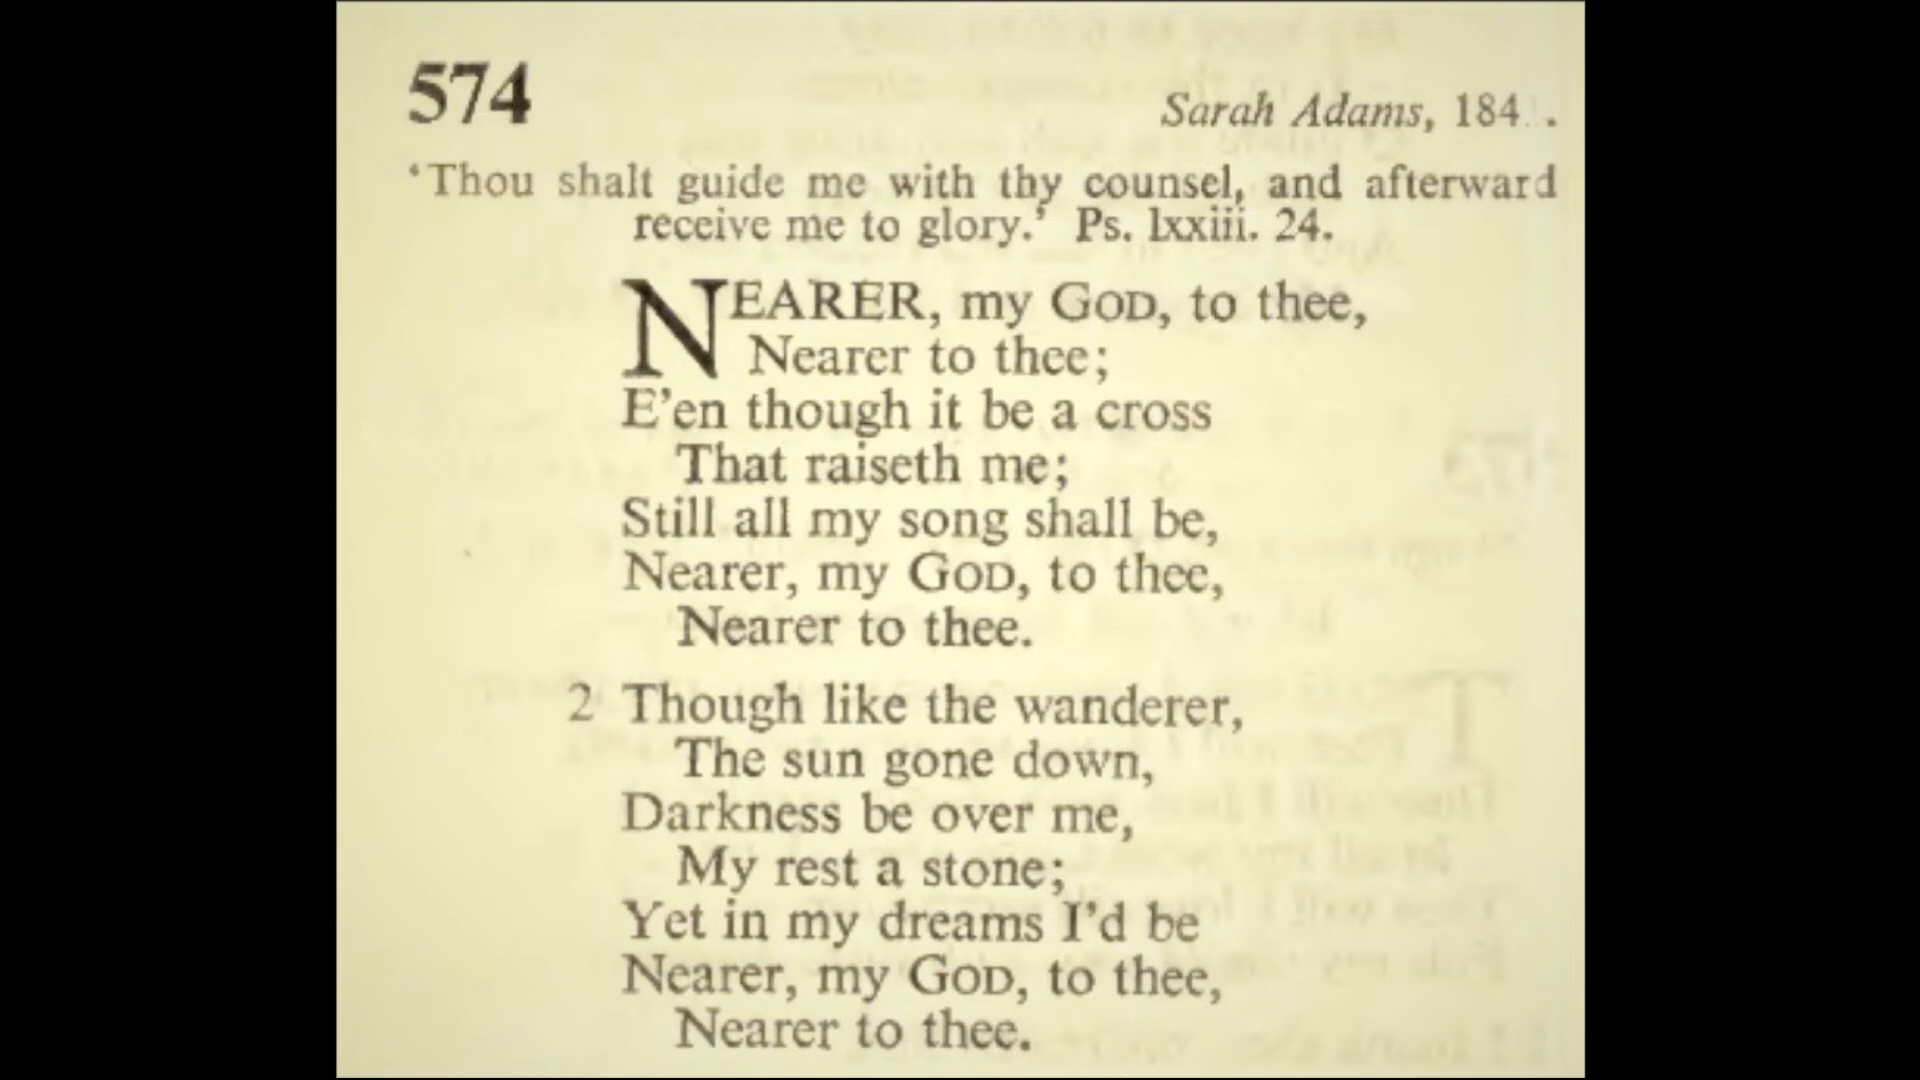 574
Sarah Adams, 184 .
‘Thou shalt guide me with thy counsel, and afterward
receive me to glory.’ Ps. lxxiii. 24.
NEARER, my GOD, to thee,
Nearer to thee;
E’en though it be a cross
That raiseth me;
Still all my song shall be,
Nearer, my GOD, to thee,
Nearer to thee.
2 Though like the wanderer,
The sun gone down,
Darkness be over me,
My rest a stone;
Yet in my dreams I’d be
Nearer, my GOD, to thee,
Nearer to thee.